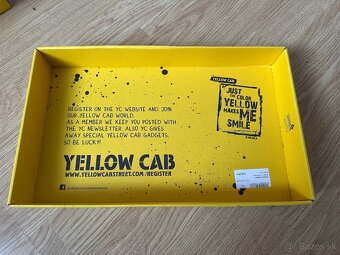 YELLOW CAB
JUST
THE COLOR
YELLOW
MAKES
ME
SMILE
REGISTER ON THE YC WEBSITE AND JOIN
OUR YELLOW CAB WORLD.
AS A MEMBER WE KEEP YOU POSTED WITH
THE YC NEWSLETTER. ALSO YC GIVES
AWAY SPECIAL YELLOW CAB GADGETS,
SO BE LUCKY!
YELLOW CAB
WWW.YELLOWCABSTREET.COM/REGISTER